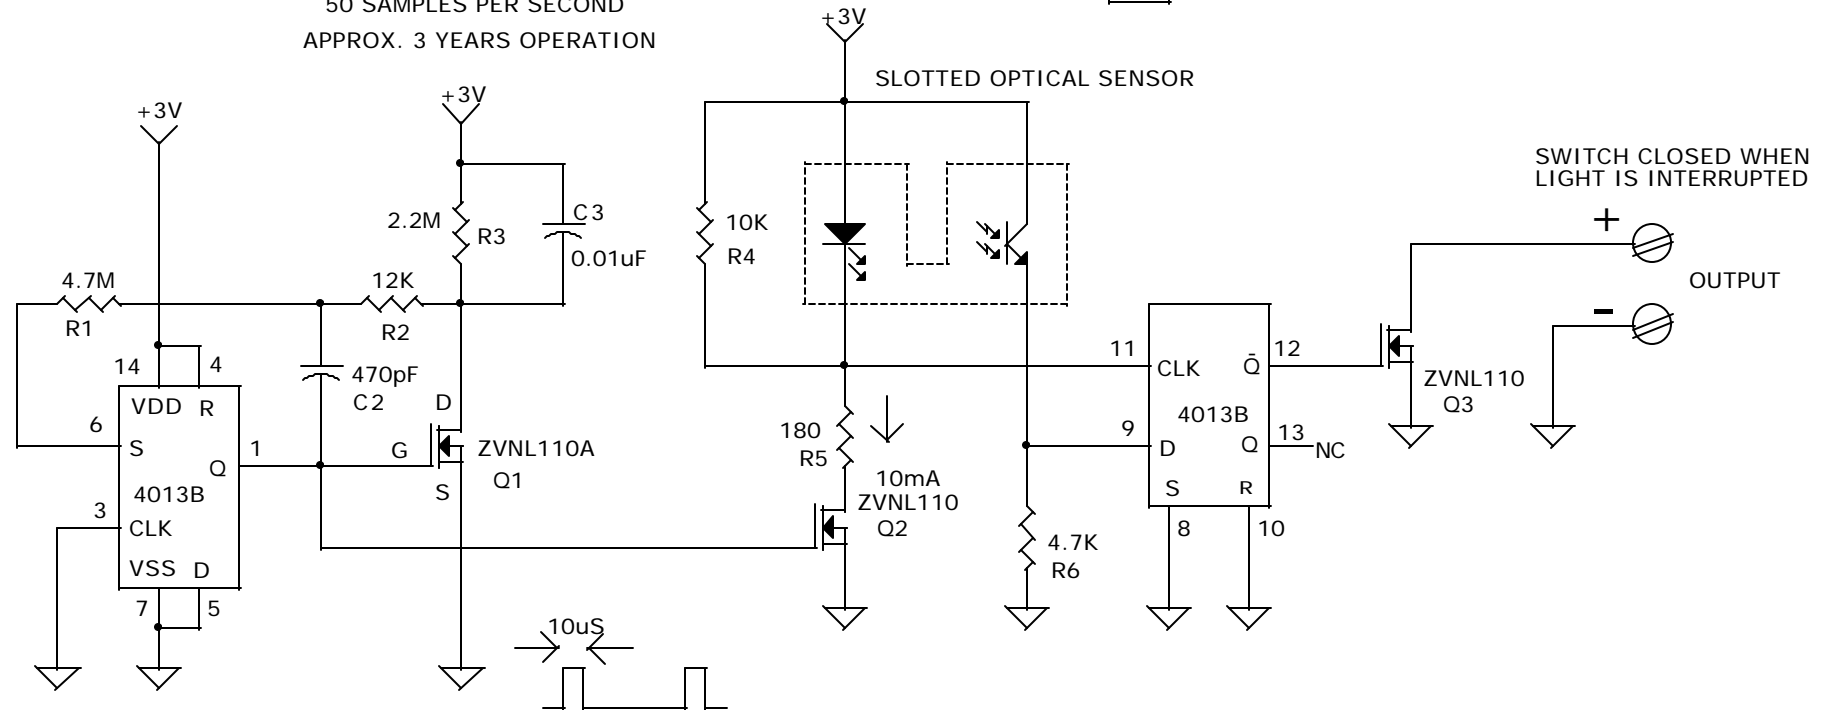 50 SAMPLES PER SECOND
APPROX. 3 YEARS OPERATION
+3V
SLOTTED OPTICAL SENSOR
+3V
+3V
SWITCH CLOSED WHEN
LIGHT IS INTERRUPTED
+
-
OUTPUT
2.2M
R3
C3
0.01uF
10K
R4
4.7M
R1
12K
R2
14
4
VDD
R
6
S
Q
1
4013B
3
CLK
VSS
D
7
5
470pF
C2
D
G
S
ZVNL110A
Q1
180
R5
10mA
ZVNL110
Q2
4.7K
R6
11
CLK
Q̄
12
4013B
9
D
Q
13
NC
S
R
8
10
ZVNL110
Q3
10uS